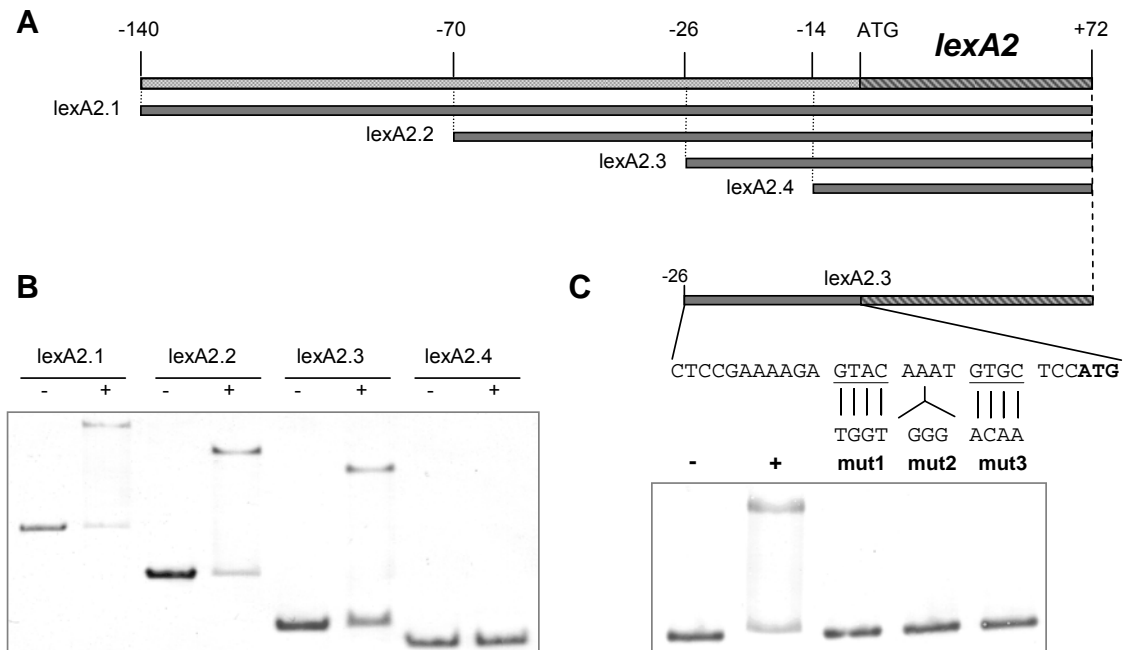 A
-140 -70 -26 -14 ATG lexA2 +72
lexA2.1
lexA2.2
lexA2.3
lexA2.4
B
lexA2.1 lexA2.2 lexA2.3 lexA2.4
- + - + - + - +
C
-26 lexA2.3
CTCCGAAAAGA GTAC AAAT GTGC TCCATG
TGGT GGG ACAA
- + mut1 mut2 mut3